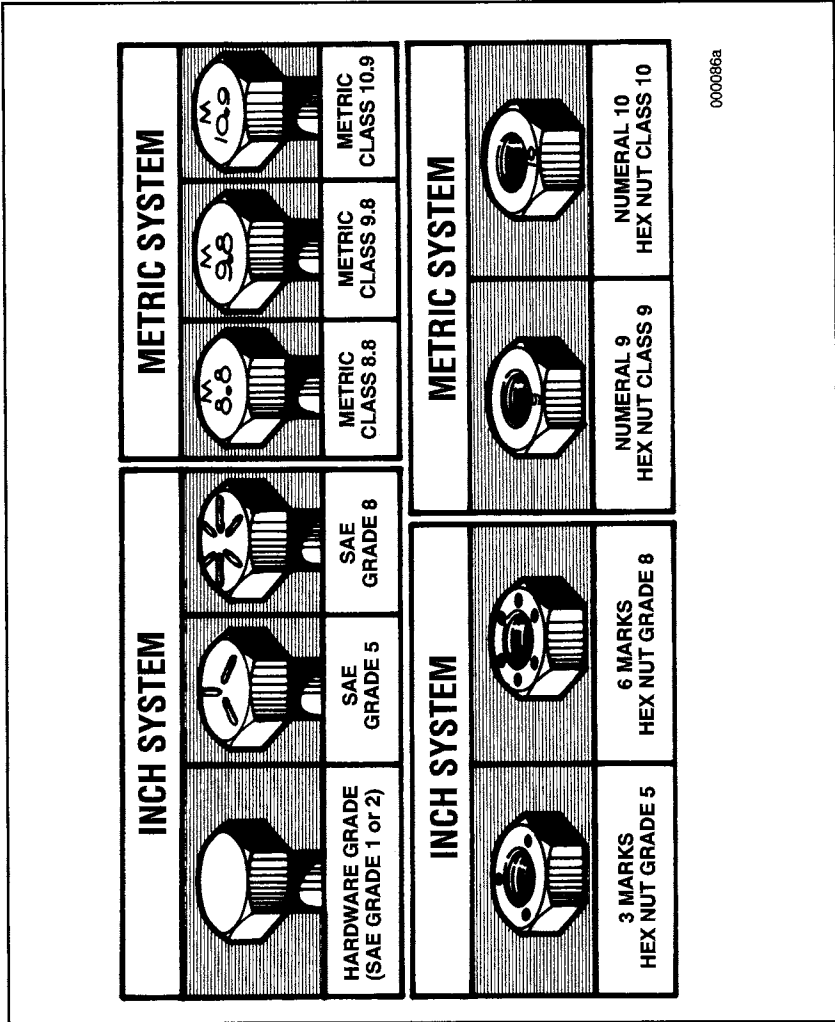 INCH SYSTEM
METRIC SYSTEM
M
8.8
M
9.8
M
10.9
HARDWARE GRADE
(SAE GRADE 1 or 2)
SAE
GRADE 5
SAE
GRADE 8
METRIC
CLASS 8.8
METRIC
CLASS 9.8
METRIC
CLASS 10.9
INCH SYSTEM
METRIC SYSTEM
9
10
3 MARKS
HEX NUT GRADE 5
6 MARKS
HEX NUT GRADE 8
NUMERAL 9
HEX NUT CLASS 9
NUMERAL 10
HEX NUT CLASS 10
000086a